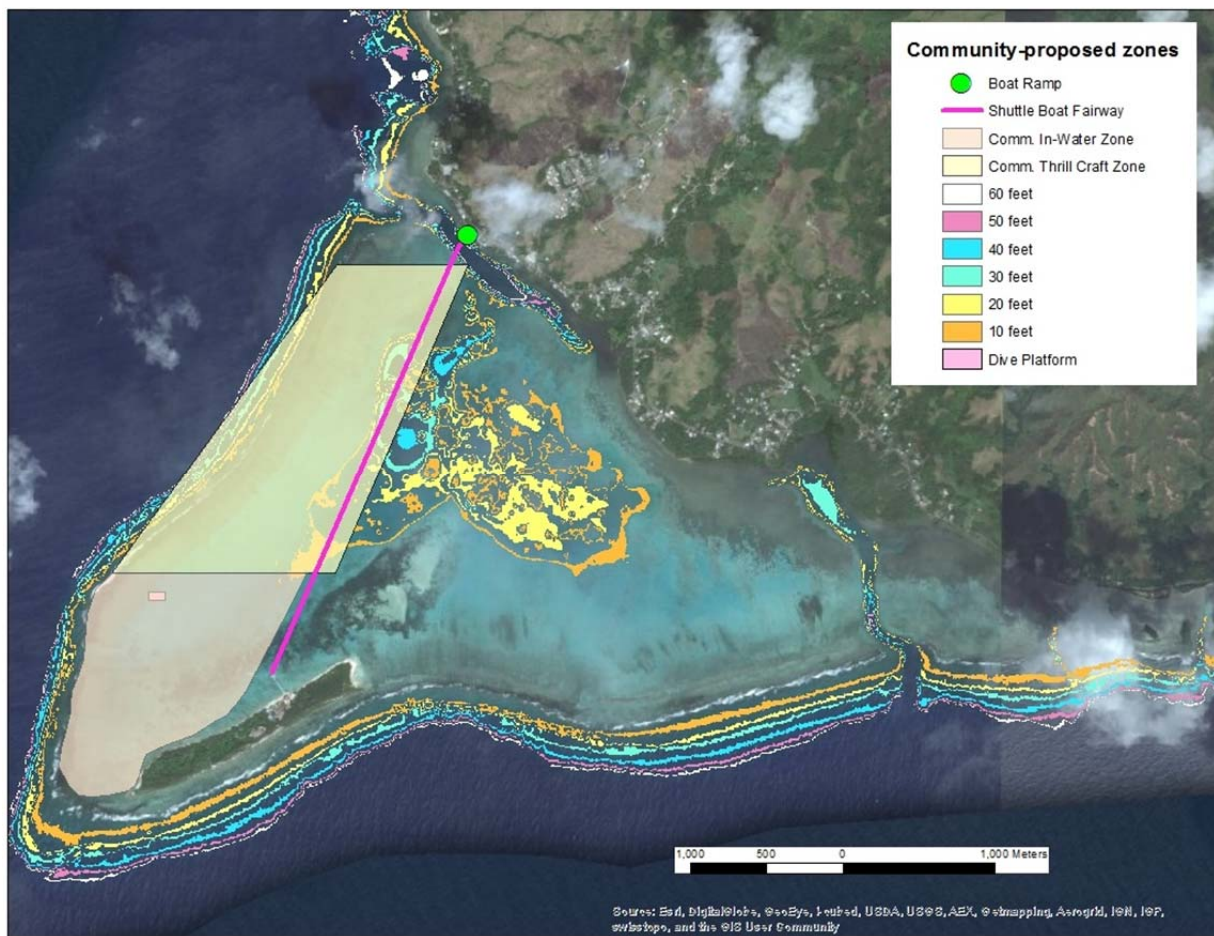 Community-proposed zones
Boat Ramp
Shuttle Boat Fairway
Comm. In-Water Zone
Comm. Thrill Craft Zone
60 feet
50 feet
40 feet
30 feet
20 feet
10 feet
Dive Platform
1,000 500 0 1,000 Meters
Source: Esri, DigitalGlobe, GeoEye, i-cubed, USDA, USGS, AEX, Getmapping, Aerogrid, IGN, IGP,
swisstopo, and the GIS User Community